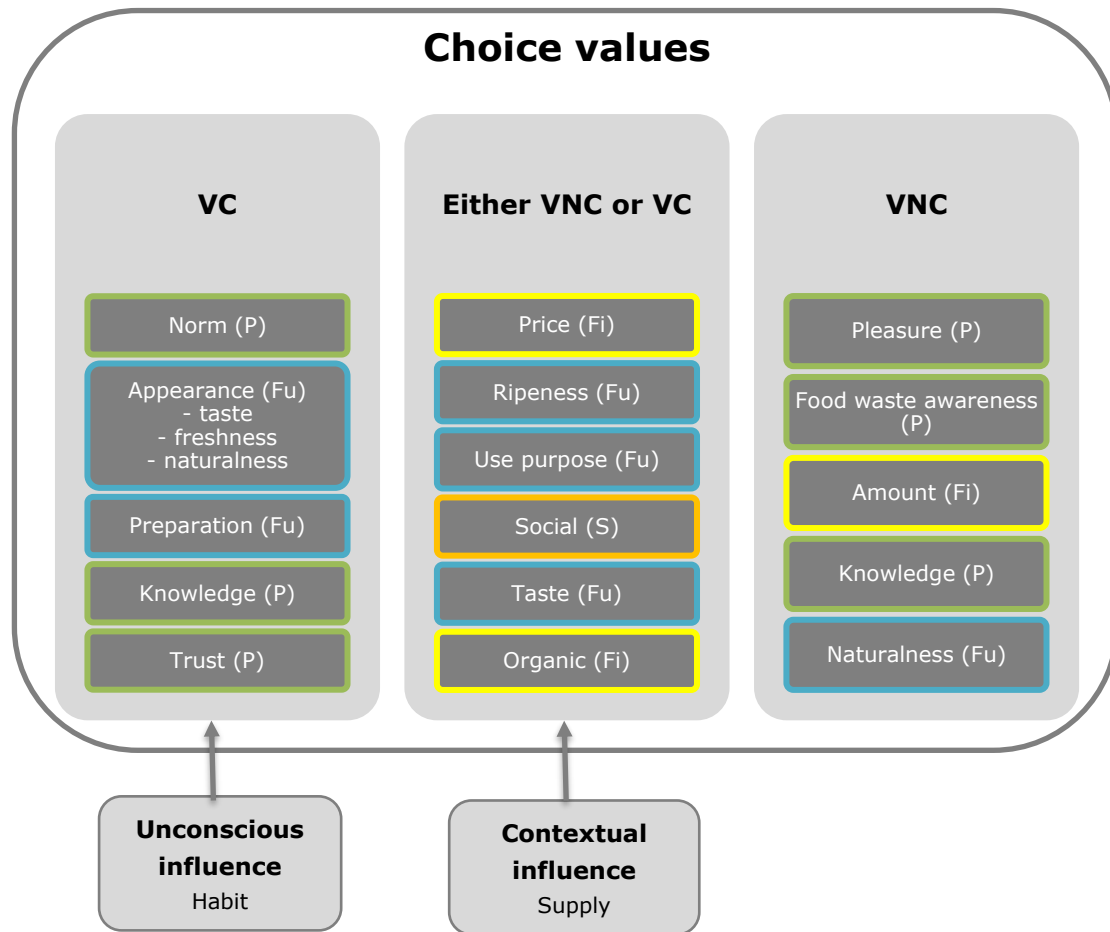 Choice values
VC
Norm (P)
Appearance (Fu)
- taste
- freshness
- naturalness
Preparation (Fu)
Knowledge (P)
Trust (P)
Either VNC or VC
Price (Fi)
Ripeness (Fu)
Use purpose (Fu)
Social (S)
Taste (Fu)
Organic (Fi)
VNC
Pleasure (P)
Food waste awareness
(P)
Amount (Fi)
Knowledge (P)
Naturalness (Fu)
Unconscious
influence
Habit
Contextual
influence
Supply